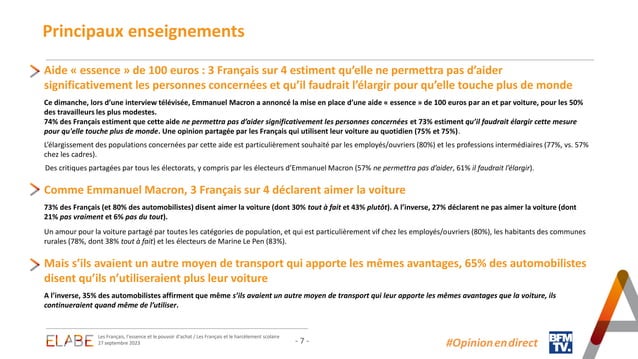 Principaux enseignements
Aide « essence » de 100 euros : 3 Français sur 4 estiment qu'elle ne permettra pas d'aider
significativement les personnes concernées et qu'il faudrait l'élargir pour qu'elle touche plus de monde
Ce dimanche, lors d'une interview télévisée, Emmanuel Macron a annoncé la mise en place d'une aide « essence » de 100 euros par an et par voiture, pour les 50%
des travailleurs les plus modestes.
74% des Français estiment que cette aide ne permettra pas d'aider significativement les personnes concernées et 73% estiment qu'il faudrait élargir cette mesure
pour qu'elle touche plus de monde. Une opinion partagée par les Français qui utilisent leur voiture au quotidien (75% et 75%).
L'élargissement des populations concernées par cette aide est particulièrement souhaité par les employés/ouvriers (80%) et les professions intermédiaires (77%, vs. 57%
chez les cadres).
Des critiques partagées par tous les électorats, y compris par les électeurs d'Emmanuel Macron (57% ne permettra pas d'aider, 61% il faudrait l'élargir).
Comme Emmanuel Macron, 3 Français sur 4 déclarent aimer la voiture
73% des Français (et 80% des automobilistes) disent aimer la voiture (dont 30% tout à fait et 43% plutôt). A l'inverse, 27% déclarent ne pas aimer la voiture (dont
21% pas vraiment et 6% pas du tout).
Un amour pour la voiture partagé par toutes les catégories de population, et qui est particulièrement vif chez les employés/ouvriers (80%), les habitants des communes
rurales (78%, dont 38% tout à fait) et les électeurs de Marine Le Pen (83%).
Mais s'ils avaient un autre moyen de transport qui apporte les mêmes avantages, 65% des automobilistes
disent qu'ils n'utiliseraient plus leur voiture
A l'inverse, 35% des automobilistes affirment que même s'ils avaient un autre moyen de transport qui leur apporte les mêmes avantages que la voiture, ils
continueraient quand même de l'utiliser.
ELABE
Les Français, l'essence et le pouvoir d'achat / Les Français et le harcèlement scolaire
27 septembre 2023
- 7 -
#Opinionendirect
BFM
TV.